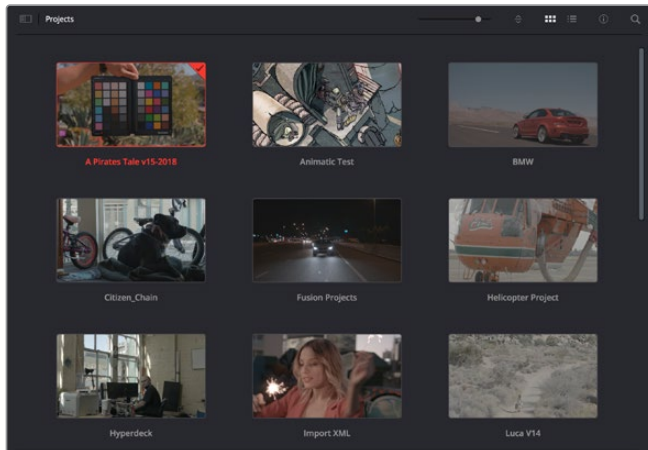 Projects
A Pirates Tale v15-2018
Animatic Test
BMW
Citizen_Chain
Fusion Projects
Helicopter Project
Hyperdeck
Import XML
Luca V14